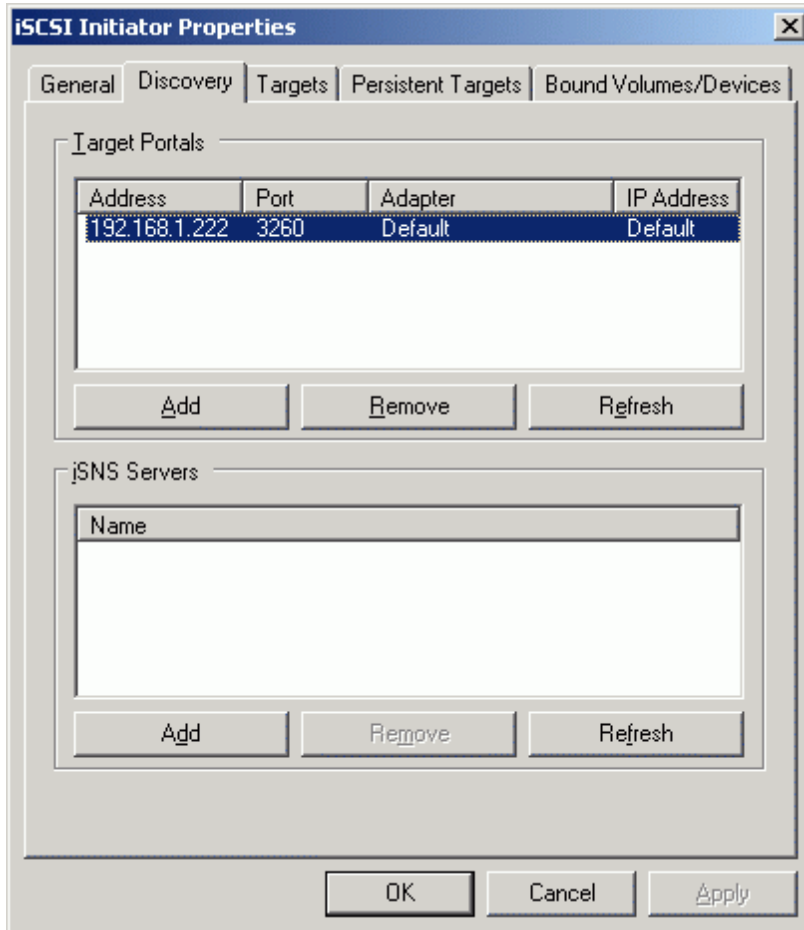 iSCSI Initiator Properties
General Discovery Targets Persistent Targets Bound Volumes/Devices
Target Portals
Address Port Adapter IP Address
192.168.1.222 3260 Default Default
Add Remove Refresh
iSNS Servers
Name
Add Remove Refresh
OK Cancel Apply